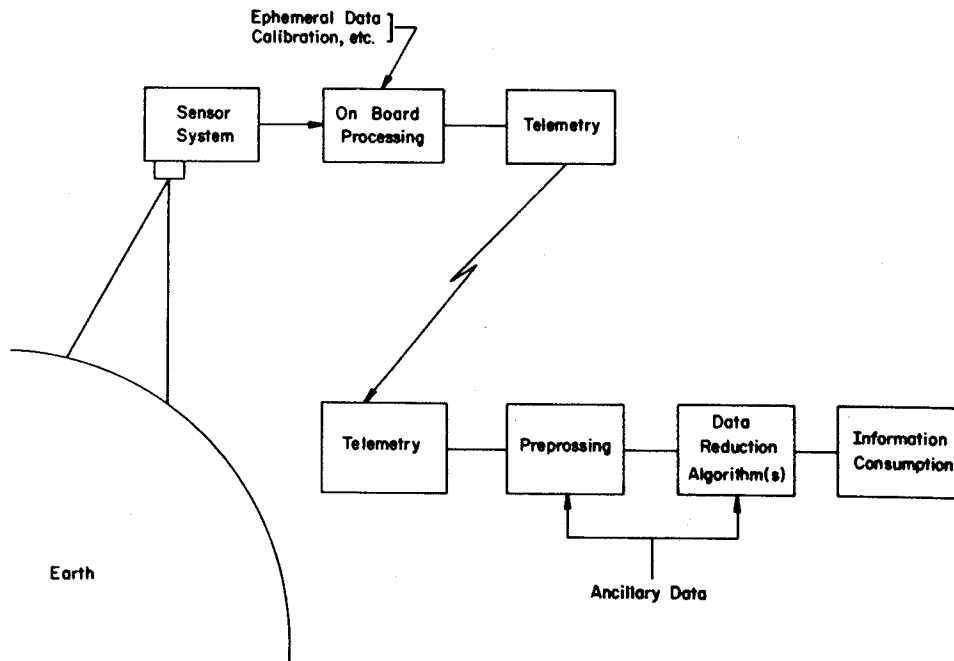 Ephemeral Data
Calibration, etc.
Sensor
System
On Board
Processing
Telemetry
Telemetry
Preprossing
Data
Reduction
Algorithm(s)
Information
Consumption
Earth
Ancillary Data